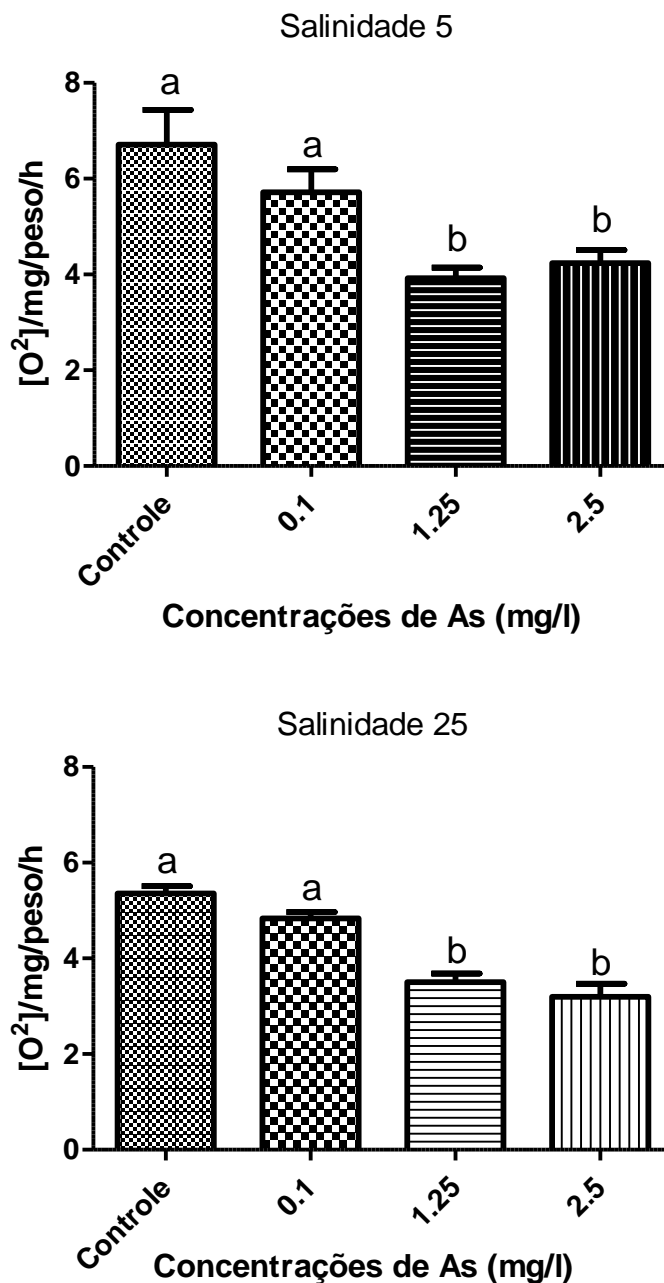 Salinidade 5
8
6
4
2
0
[O²]/mg/peso/h
a
a
b
b
Controle
0.1
1.25
2.5
Concentrações de As (mg/l)
Salinidade 25
8
6
4
2
0
[O²]/mg/peso/h
a
a
b
b
Controle
0.1
1.25
2.5
Concentrações de As (mg/l)